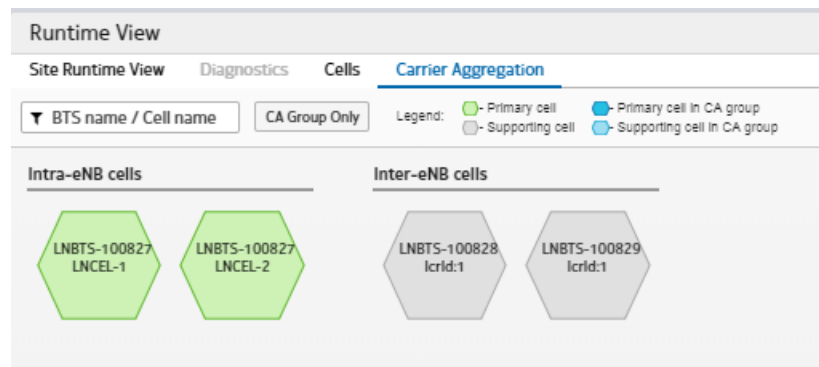 Runtime View
Site Runtime View Diagnostics Cells Carrier Aggregation
BTS name / Cell name CA Group Only Legend: - Primary cell - Primary cell in CA group
- Supporting cell - Supporting cell in CA group
Intra-eNB cells Inter-eNB cells
LNBTS-100827 LNBTS-100827 LNBTS-100828 LNBTS-100829
LNCEL-1 LNCEL-2 lcrId:1 lcrId:1